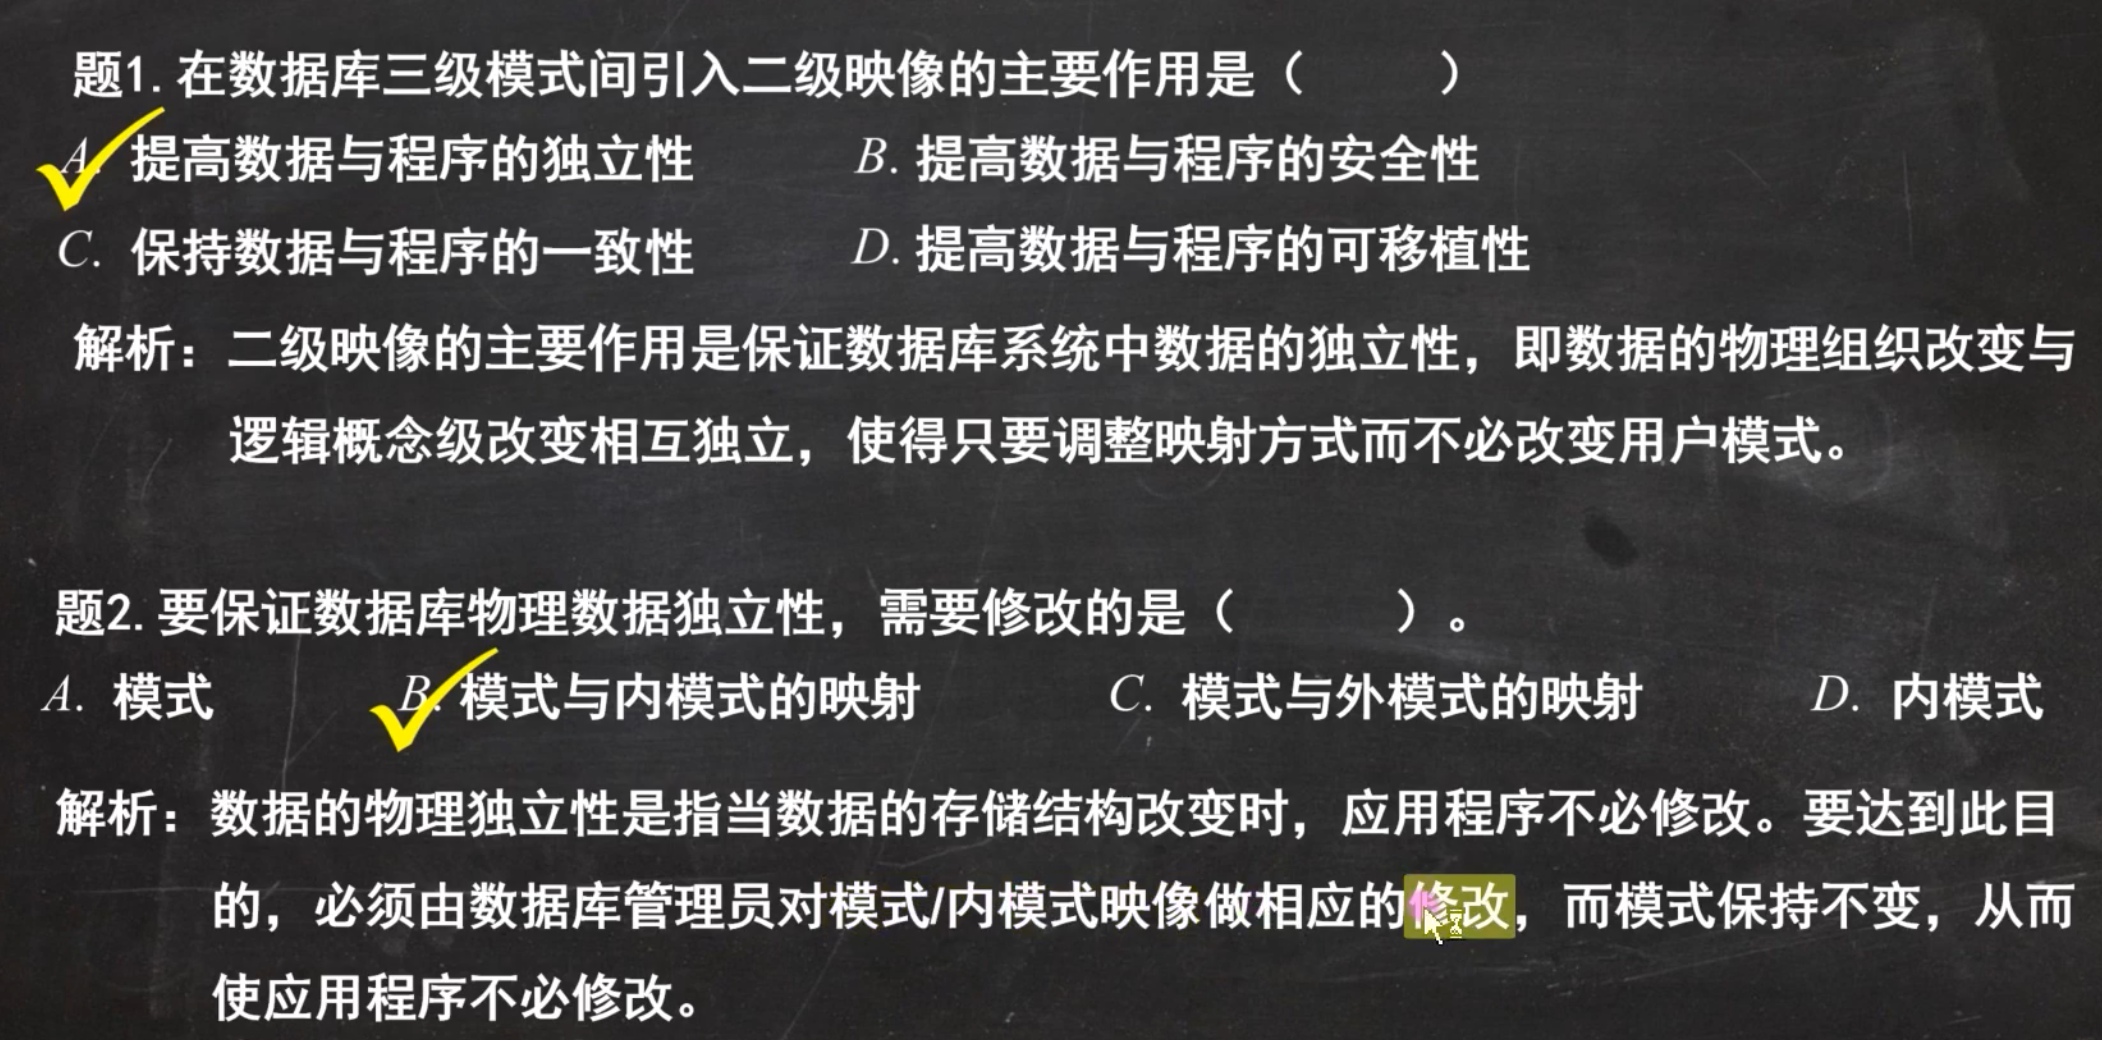 题1.在数据库三级模式间引入二级映像的主要作用是（　　）
A. 提高数据与程序的独立性　B. 提高数据与程序的安全性
C. 保持数据与程序的一致性　D. 提高数据与程序的可移植性
解析：二级映像的主要作用是保证数据库系统中数据的独立性，即数据的物理组织改变与
逻辑概念级改变相互独立，使得只要调整映射方式而不必改变用户模式。
题2.要保证数据库物理数据独立性，需要修改的是（　　）。
A. 模式　B. 模式与内模式的映射　C. 模式与外模式的映射　D. 内模式
解析：数据的物理独立性是指当数据的存储结构改变时，应用程序不必修改。要达到此目
的，必须由数据库管理员对模式/内模式映像做相应的修改，而模式保持不变，从而
使应用程序不必修改。